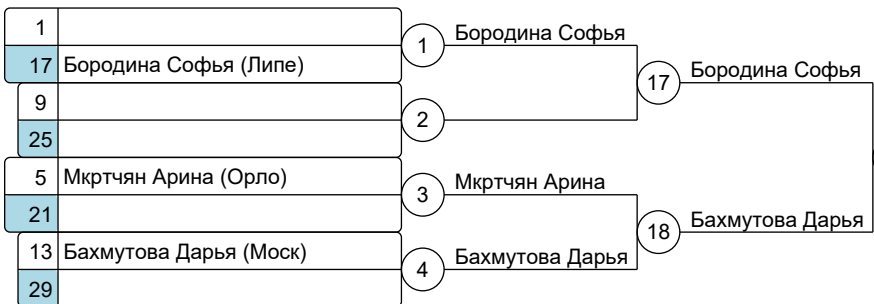 1
1 Бородина Софья
17 Бородина Софья (Липе)
17 Бородина Софья
9
2
25
5 Мкртчян Арина (Орло)
3 Мкртчян Арина
21
18 Бахмутова Дарья
13 Бахмутова Дарья (Моск)
4 Бахмутова Дарья
29